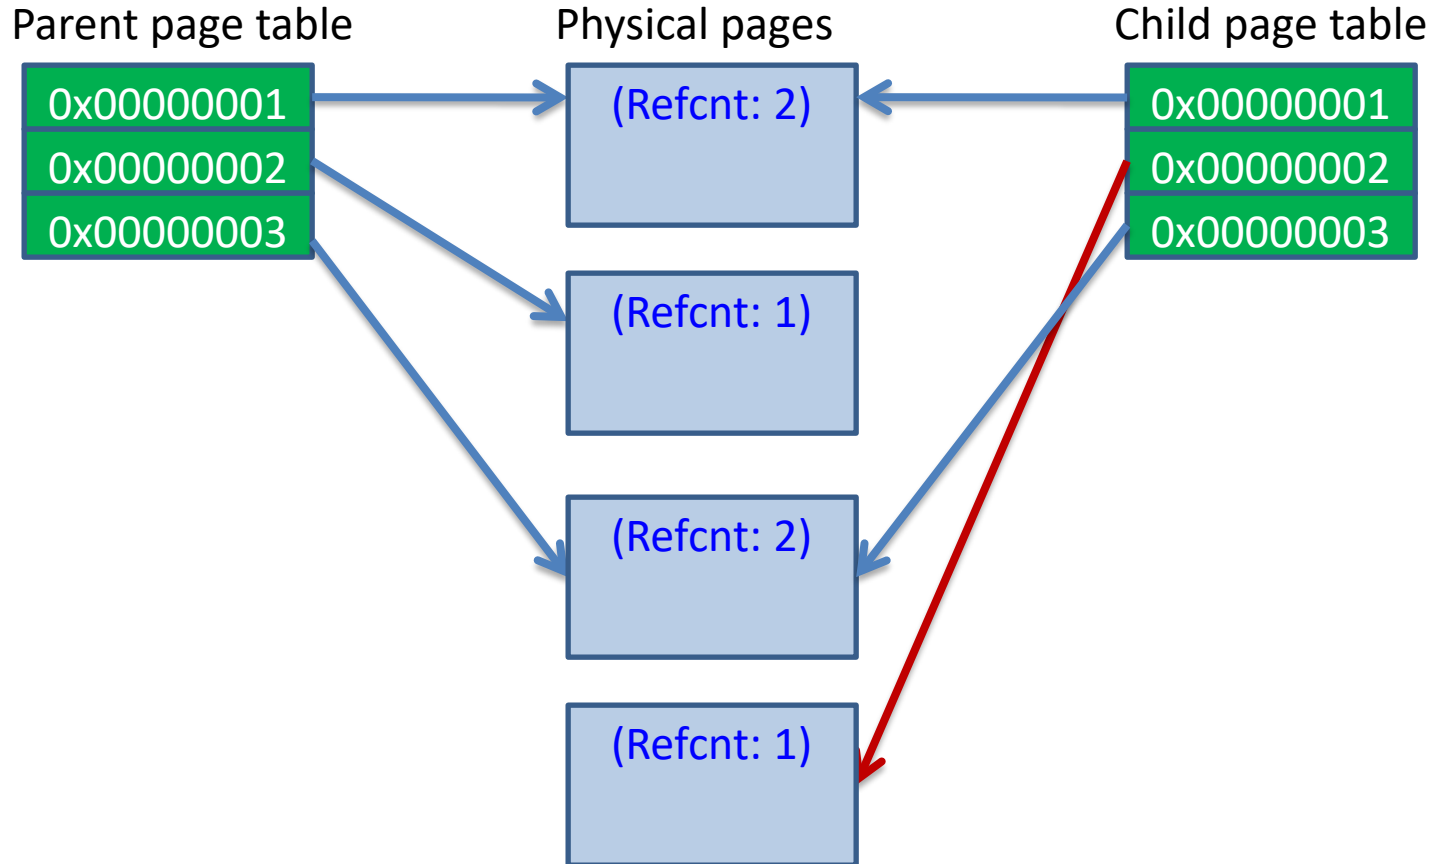 Parent page table
Physical pages
Child page table
0x00000001
0x00000002
0x00000003
(Refcnt: 2)
(Refcnt: 1)
(Refcnt: 2)
(Refcnt: 1)
0x00000001
0x00000002
0x00000003